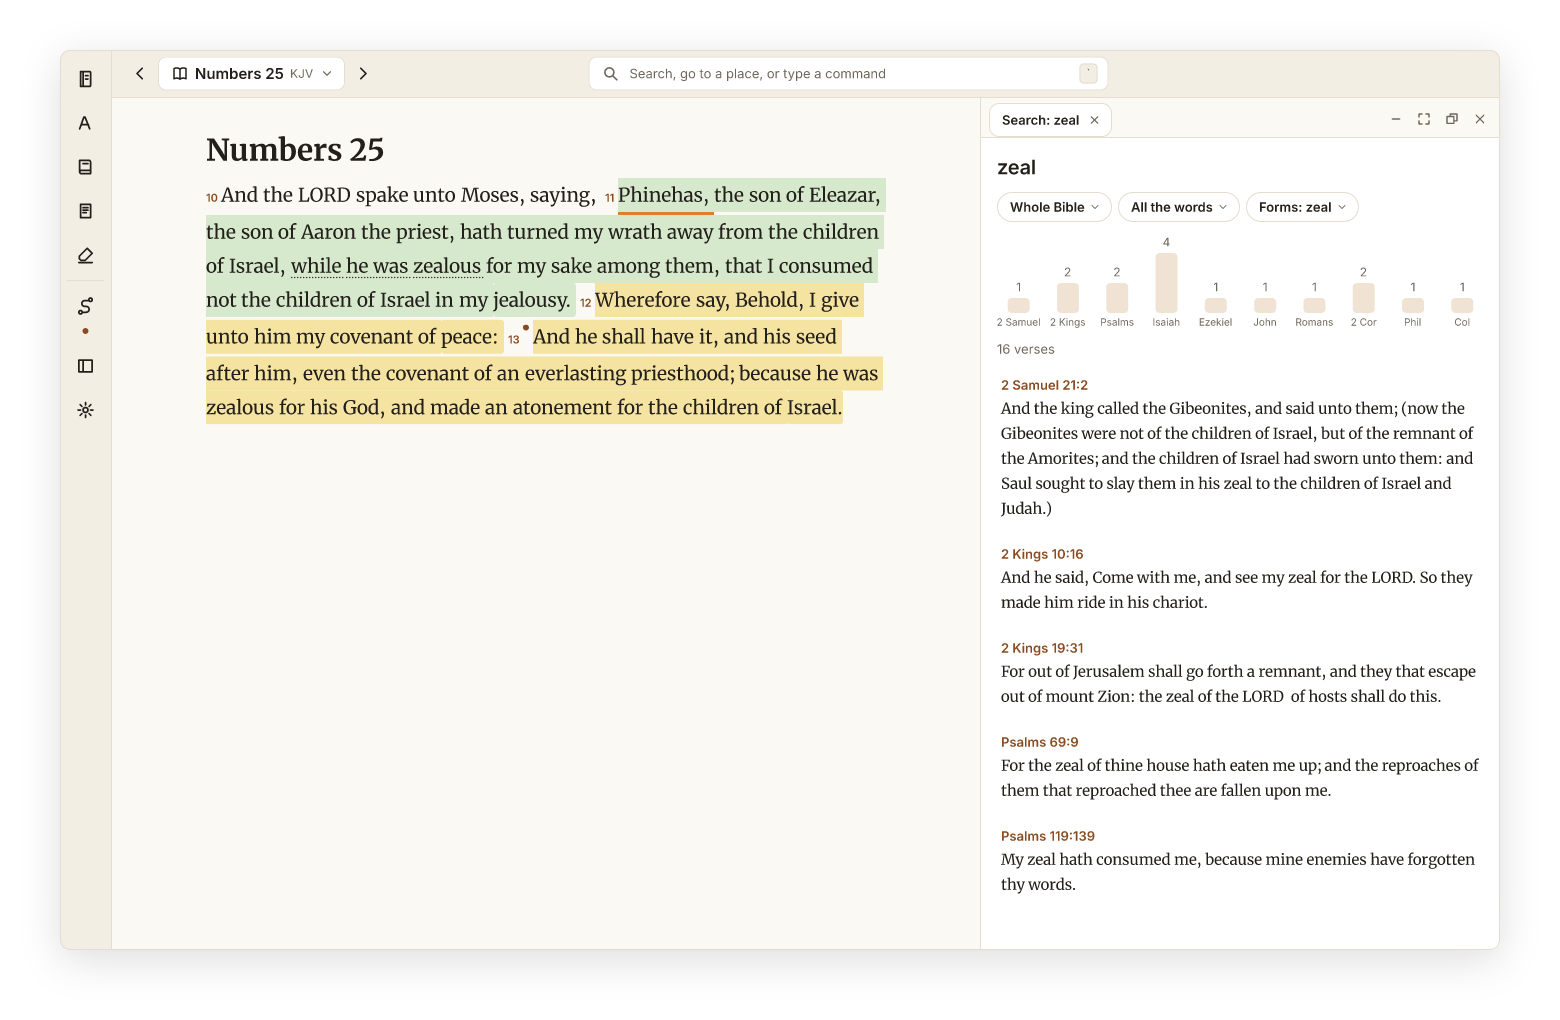 Numbers 25 KJV
Search, go to a place, or type a command
Numbers 25
10 And the LORD spake unto Moses, saying, 11 Phinehas, the son of Eleazar,
the son of Aaron the priest, hath turned my wrath away from the children
of Israel, while he was zealous for my sake among them, that I consumed
not the children of Israel in my jealousy. 12 Wherefore say, Behold, I give
unto him my covenant of peace: 13 And he shall have it, and his seed
after him, even the covenant of an everlasting priesthood; because he was
zealous for his God, and made an atonement for the children of Israel.
Search: zeal
zeal
Whole Bible All the words Forms: zeal
1 2 2 4 1 1 1 2 1 1
2 Samuel 2 Kings Psalms Isaiah Ezekiel John Romans 2 Cor Phil Col
16 verses
2 Samuel 21:2
And the king called the Gibeonites, and said unto them; (now the
Gibeonites were not of the children of Israel, but of the remnant of
the Amorites; and the children of Israel had sworn unto them: and
Saul sought to slay them in his zeal to the children of Israel and
Judah.)
2 Kings 10:16
And he said, Come with me, and see my zeal for the LORD. So they
made him ride in his chariot.
2 Kings 19:31
For out of Jerusalem shall go forth a remnant, and they that escape
out of mount Zion: the zeal of the LORD of hosts shall do this.
Psalms 69:9
For the zeal of thine house hath eaten me up; and the reproaches of
them that reproached thee are fallen upon me.
Psalms 119:139
My zeal hath consumed me, because mine enemies have forgotten
thy words.